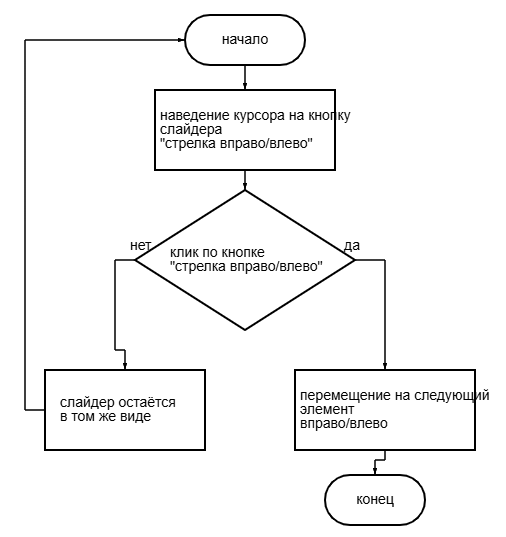 начало
наведение курсора на кнопку
слайдера
"стрелка вправо/влево"
нет
да
клик по кнопке
"стрелка вправо/влево"
слайдер остаётся
в том же виде
перемещение на следующий
элемент
вправо/влево
конец